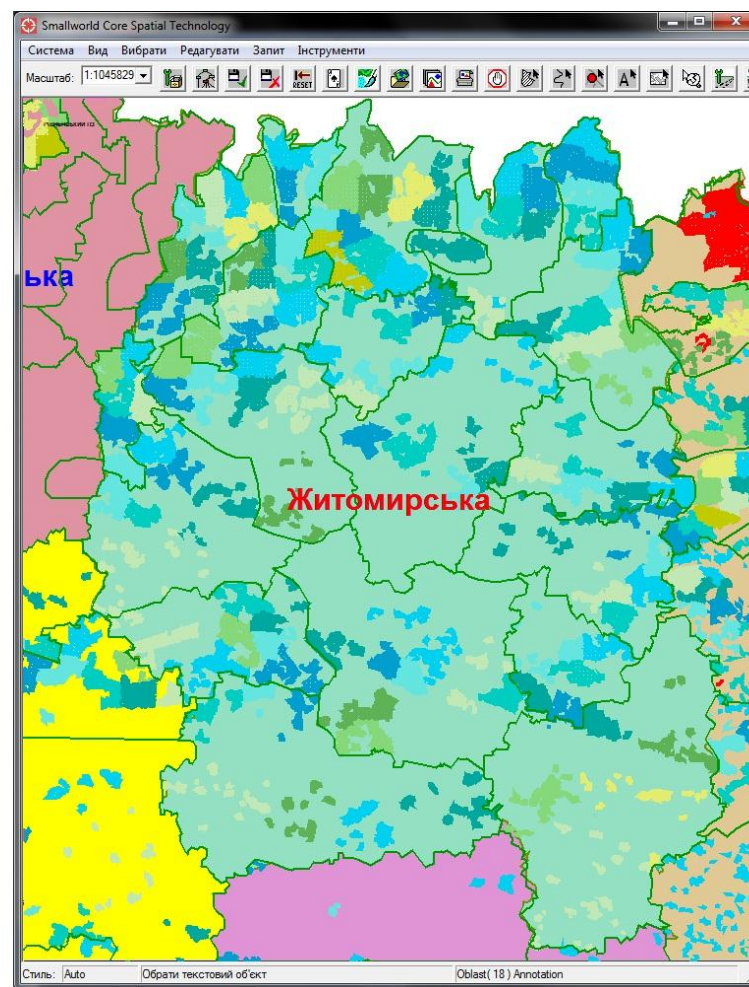 Smallworld Core Spatial Technology
Система Вид Вибрати Редагувати Запит Інструменти
Масштаб: 1:1045829 RESET A
ька
Житомирська
Стиль: Auto Обрати текстовий об'єкт Oblast( 18 ) Annotation